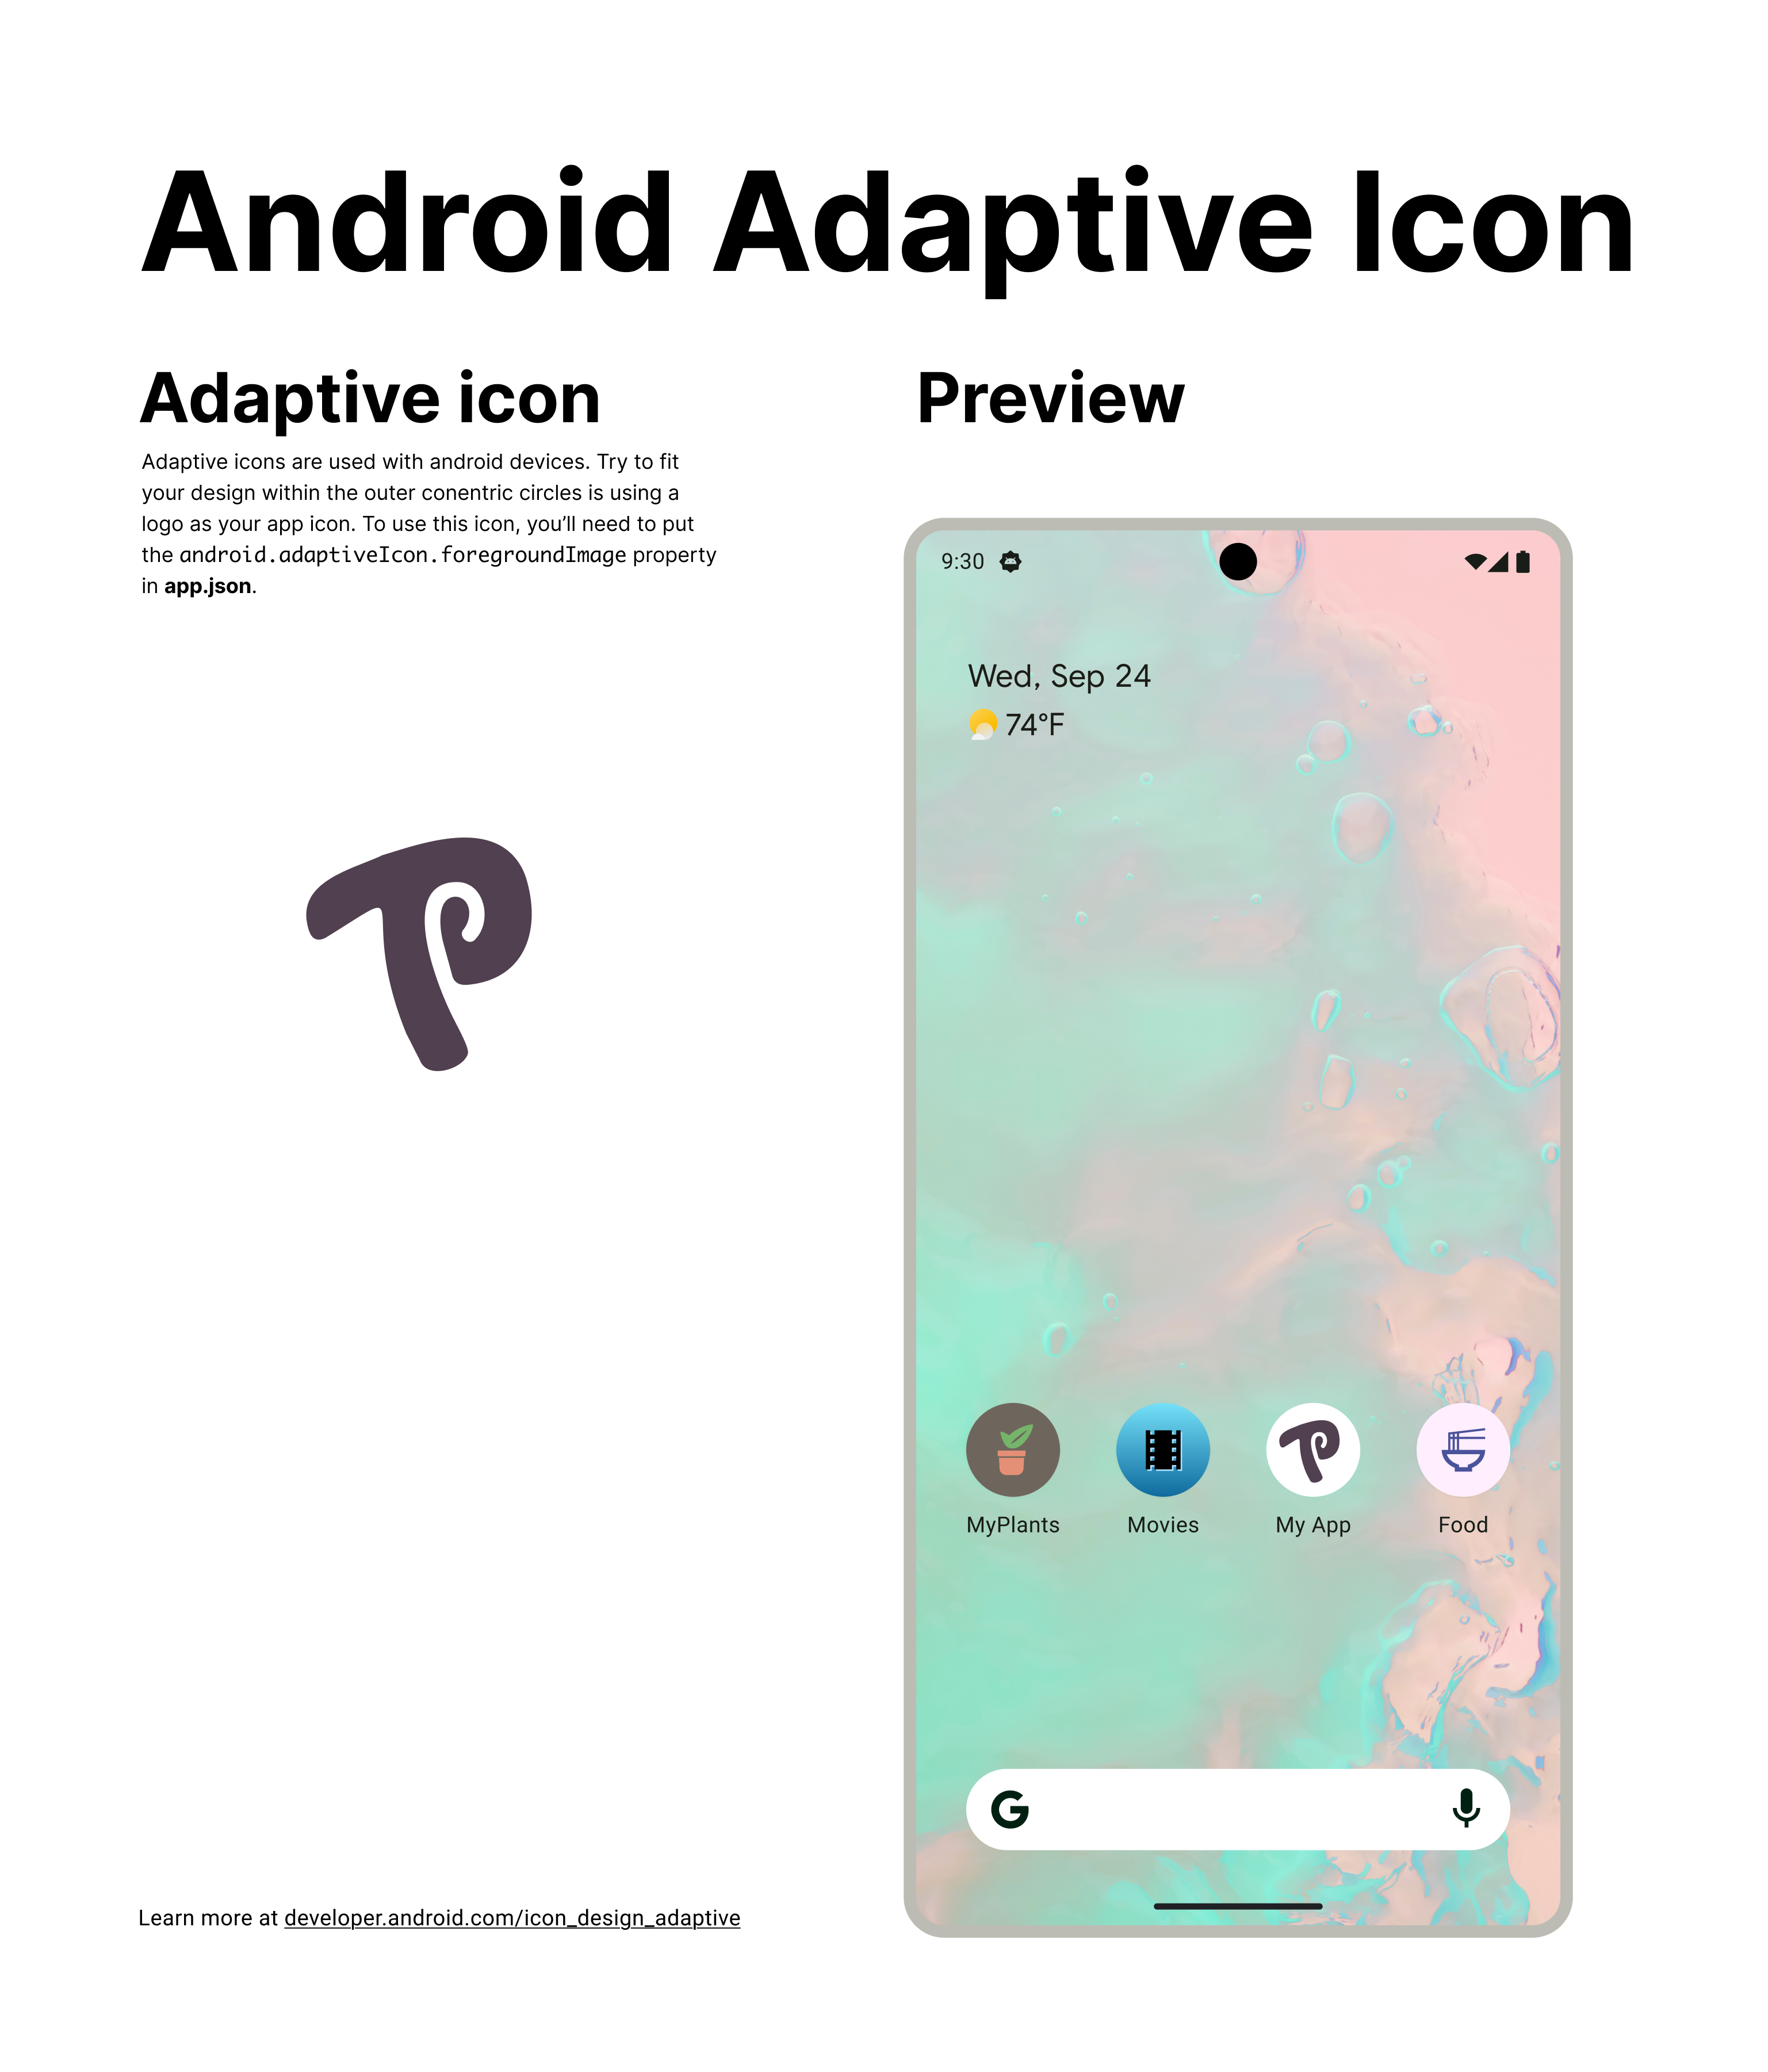 Android Adaptive Icon
Adaptive icon
Adaptive icons are used with android devices. Try to fit
your design within the outer conentric circles is using a
logo as your app icon. To use this icon, you’ll need to put
the android.adaptiveIcon.foregroundImage property
in app.json.
TP
Learn more at developer.android.com/icon_design_adaptive
Preview
9:30
Wed, Sep 24
74°F
TP
MyPlants
Movies
My App
Food
G